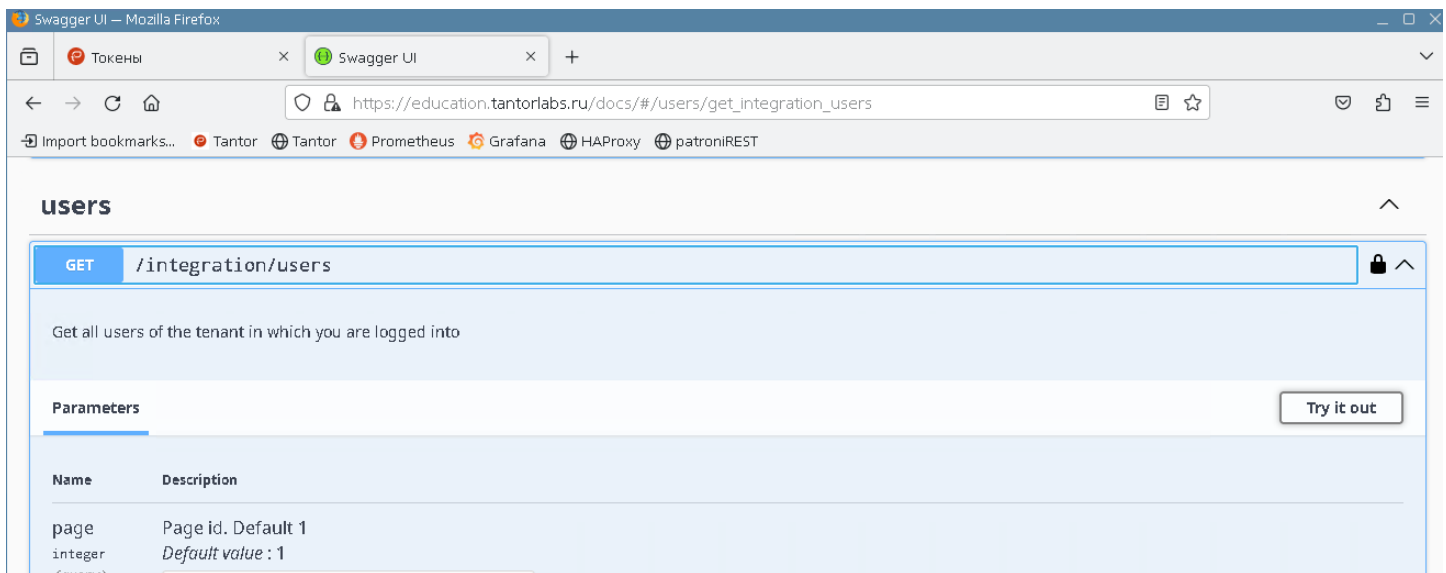 Swagger UI — Mozilla Firefox
Токены
Swagger UI
https://education.tantorlabs.ru/docs/#/users/get_integration_users
Import bookmarks... Tantor Tantor Prometheus Grafana HAProxy patroniREST
users
GET /integration/users
Get all users of the tenant in which you are logged into
Parameters Try it out
Name Description
page Page id. Default 1
integer Default value : 1